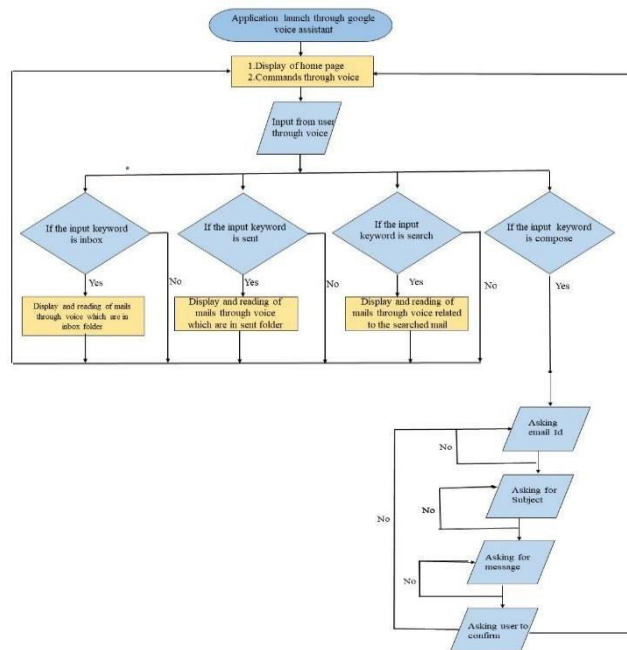 Application launch through google
voice assistant
1.Display of home page
2.Commands through voice
Input from user
through voice
*
If the input keyword
is inbox
If the input keyword
is sent
If the input
keyword is search
If the input keyword
is compose
Yes
No
Yes
No
Yes
No
Yes
Display and reading of mails
through voice which are in
inbox folder
Display and reading of
mails through voice
which are in sent folder
Display and reading of
mails through voice related
to the searched mail
Asking
email Id
No
Asking for
Subject
No
No
Asking for
message
No
Asking user to
confirm